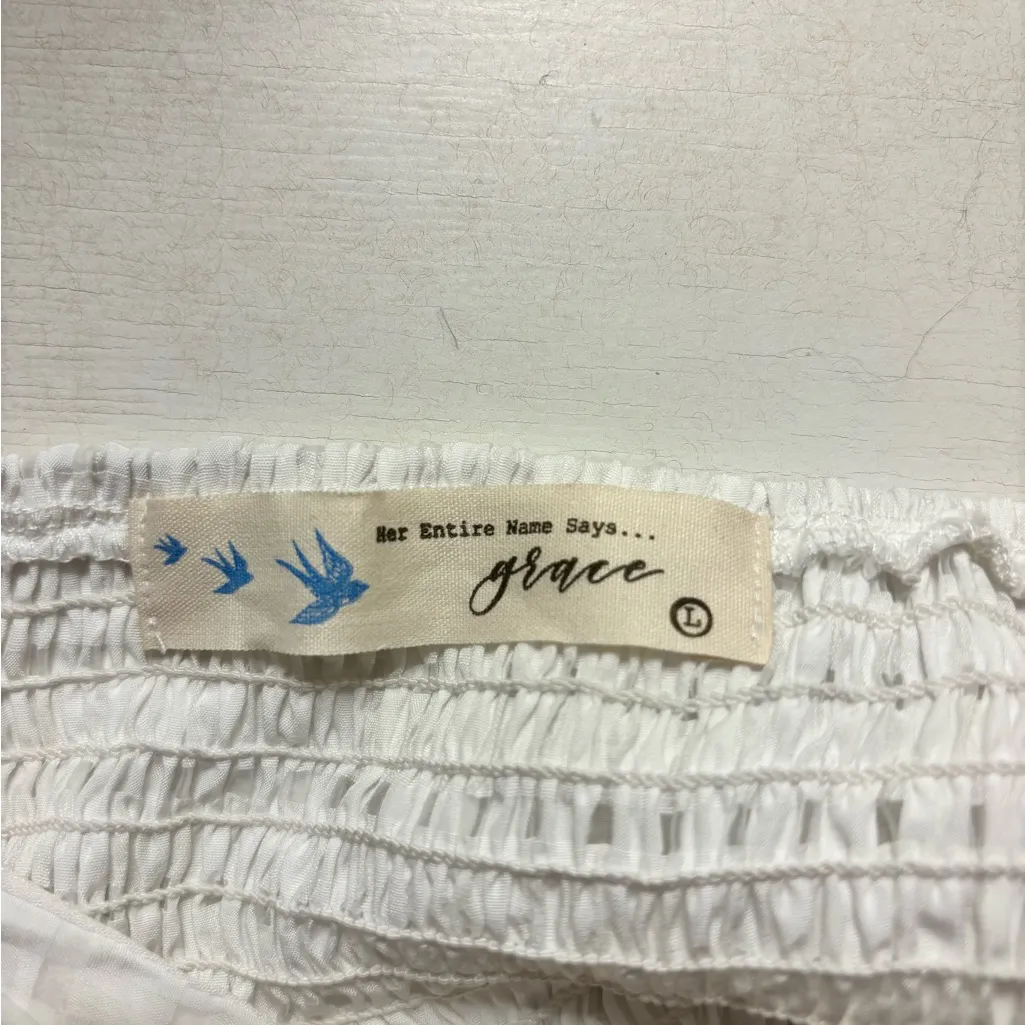 Her Entire Name Says...
grace
L